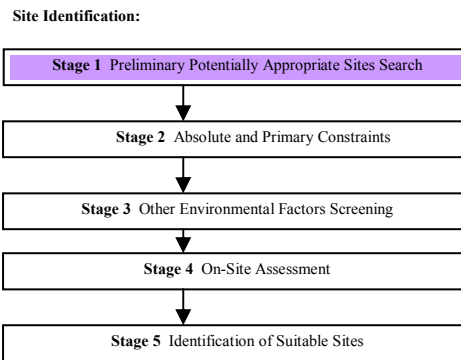 Site Identification:
Stage 1 Preliminary Potentially Appropriate Sites Search
Stage 2 Absolute and Primary Constraints
Stage 3 Other Environmental Factors Screening
Stage 4 On-Site Assessment
Stage 5 Identification of Suitable Sites